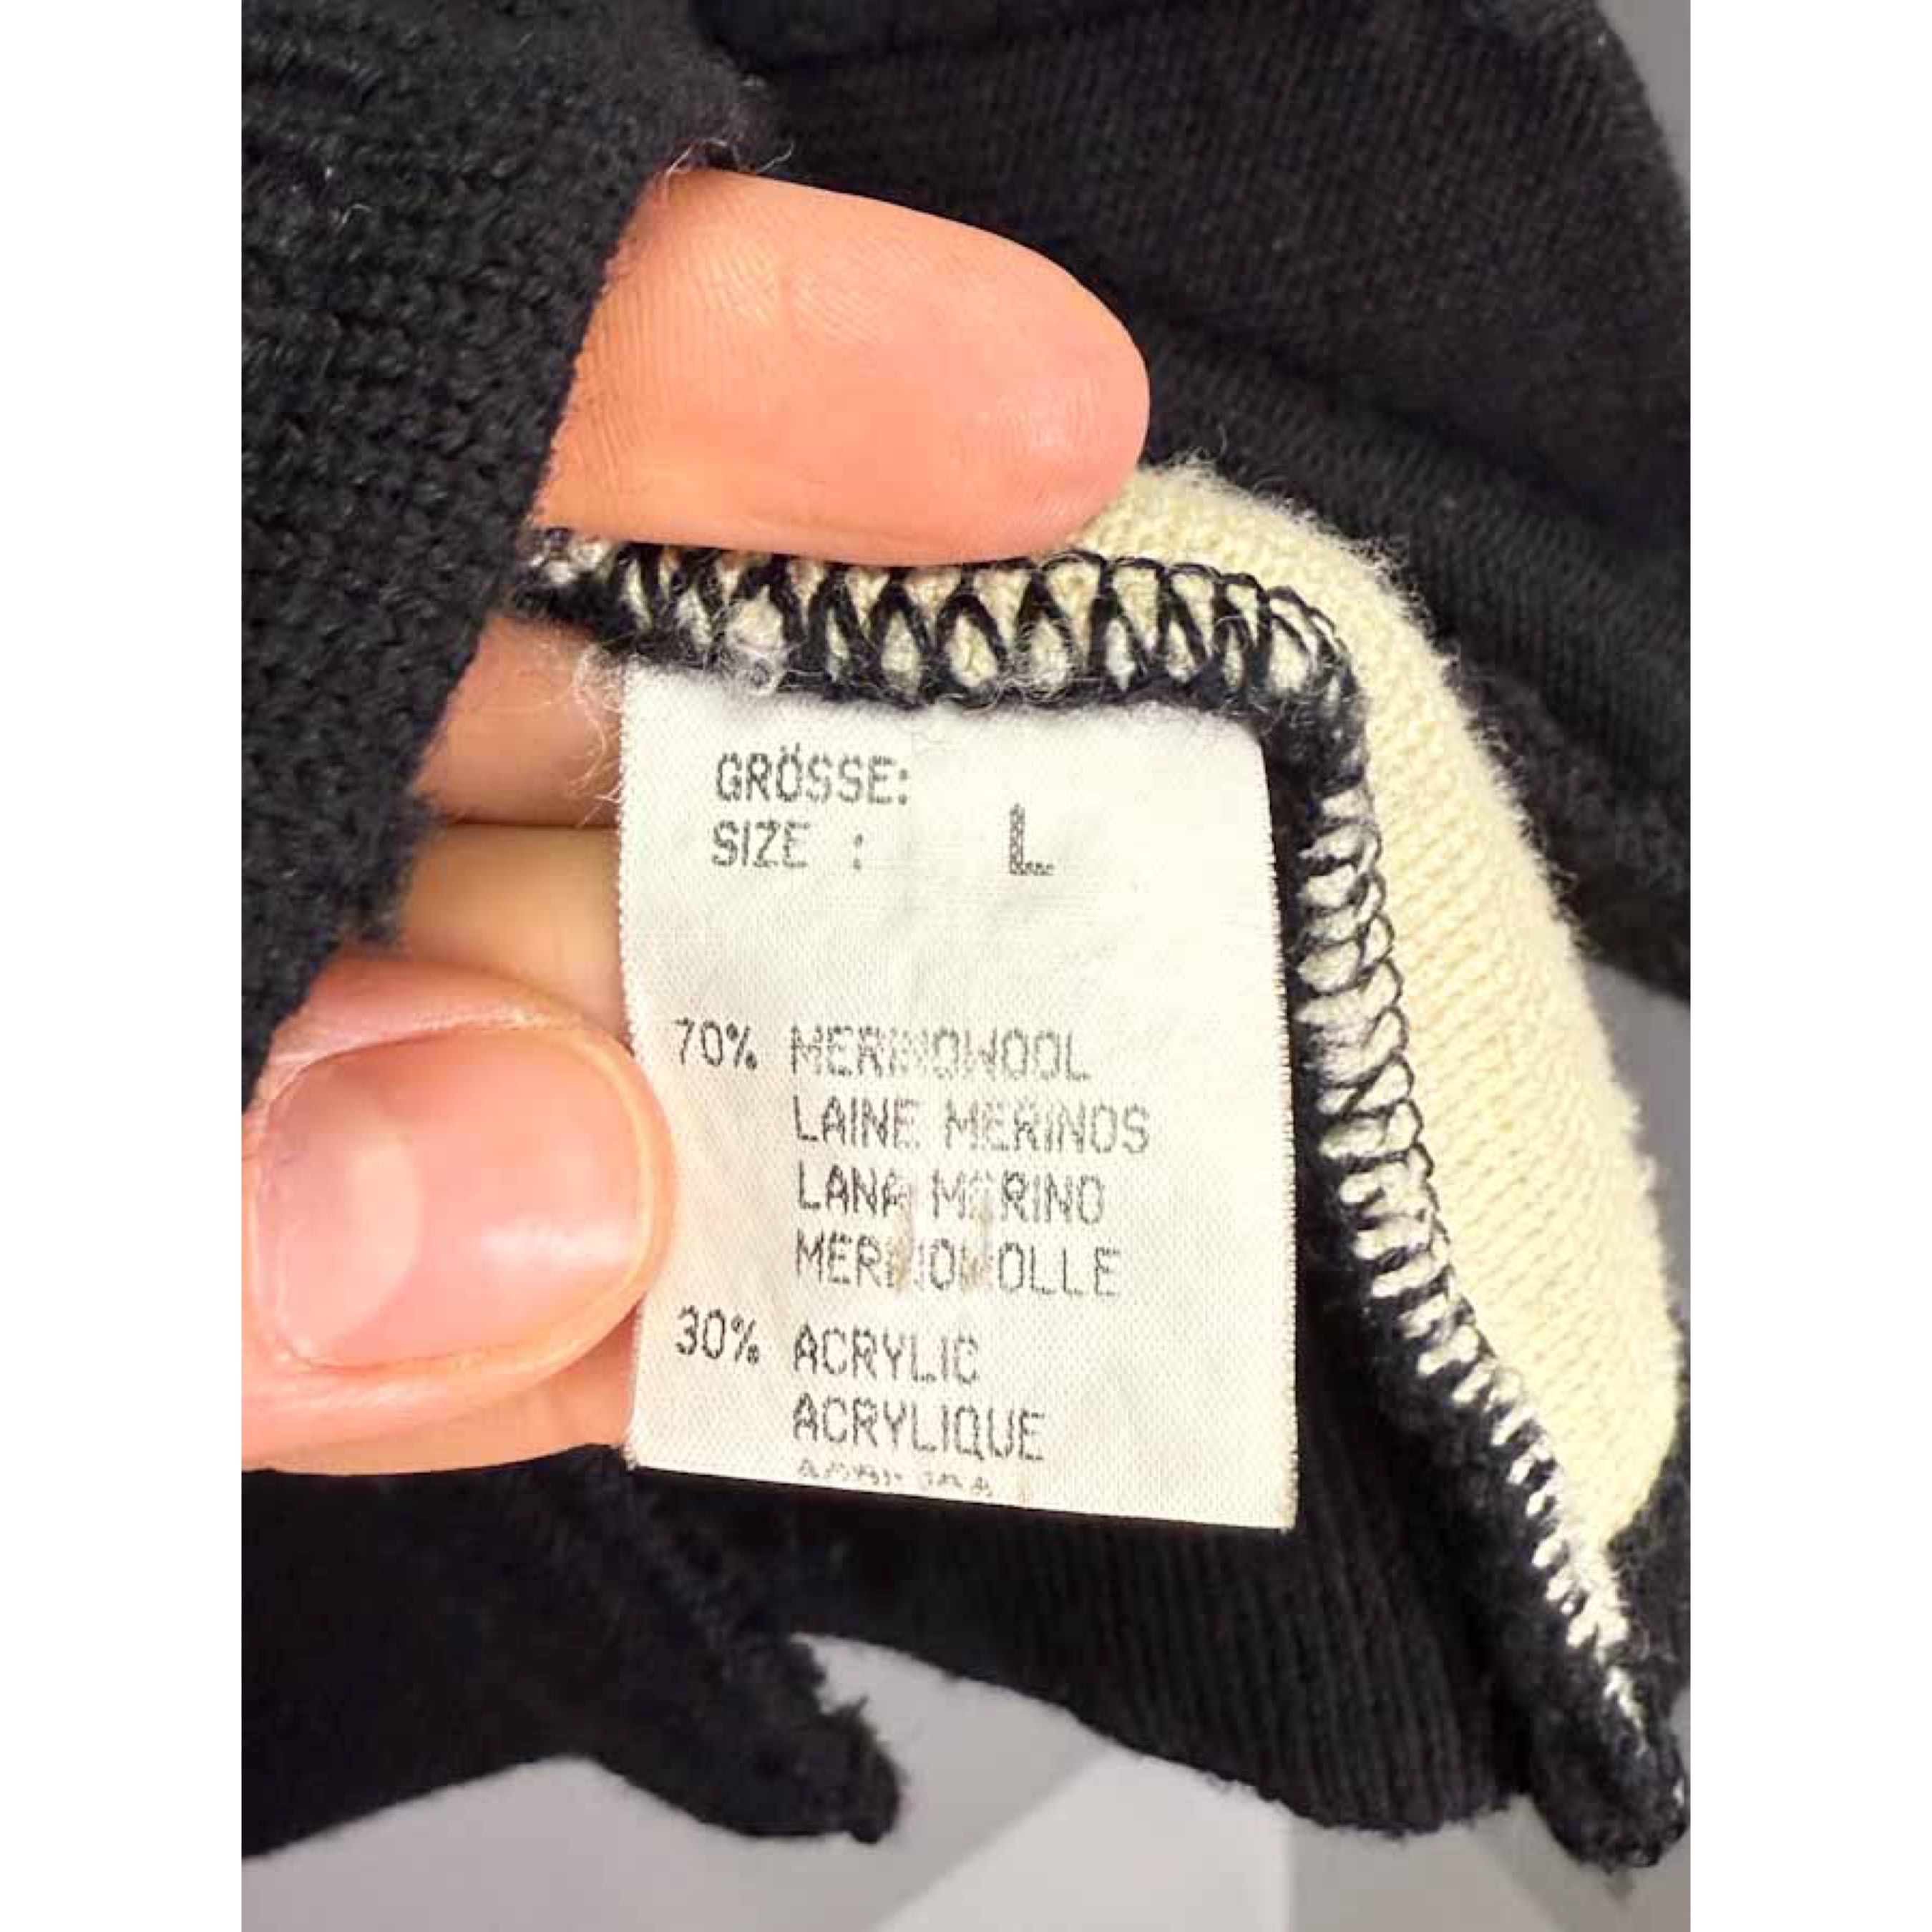 GRÖSSE:
SIZE : L
70% MERINOWOOL
LAINE MERINOS
LANA MERINO
MERINOWOLLE
30% ACRYLIC
ACRYLIQUE